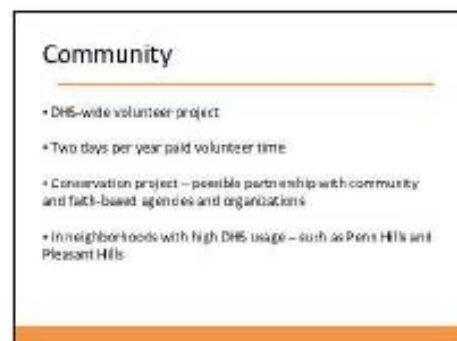 Community
• DHS-wide volunteer project
• Two days per year paid volunteer time
• Conservation project – possible partnership with community
and faith-based agencies and organizations
• In neighborhoods with high DHS usage – such as Penn Hills and
Pleasant Hills